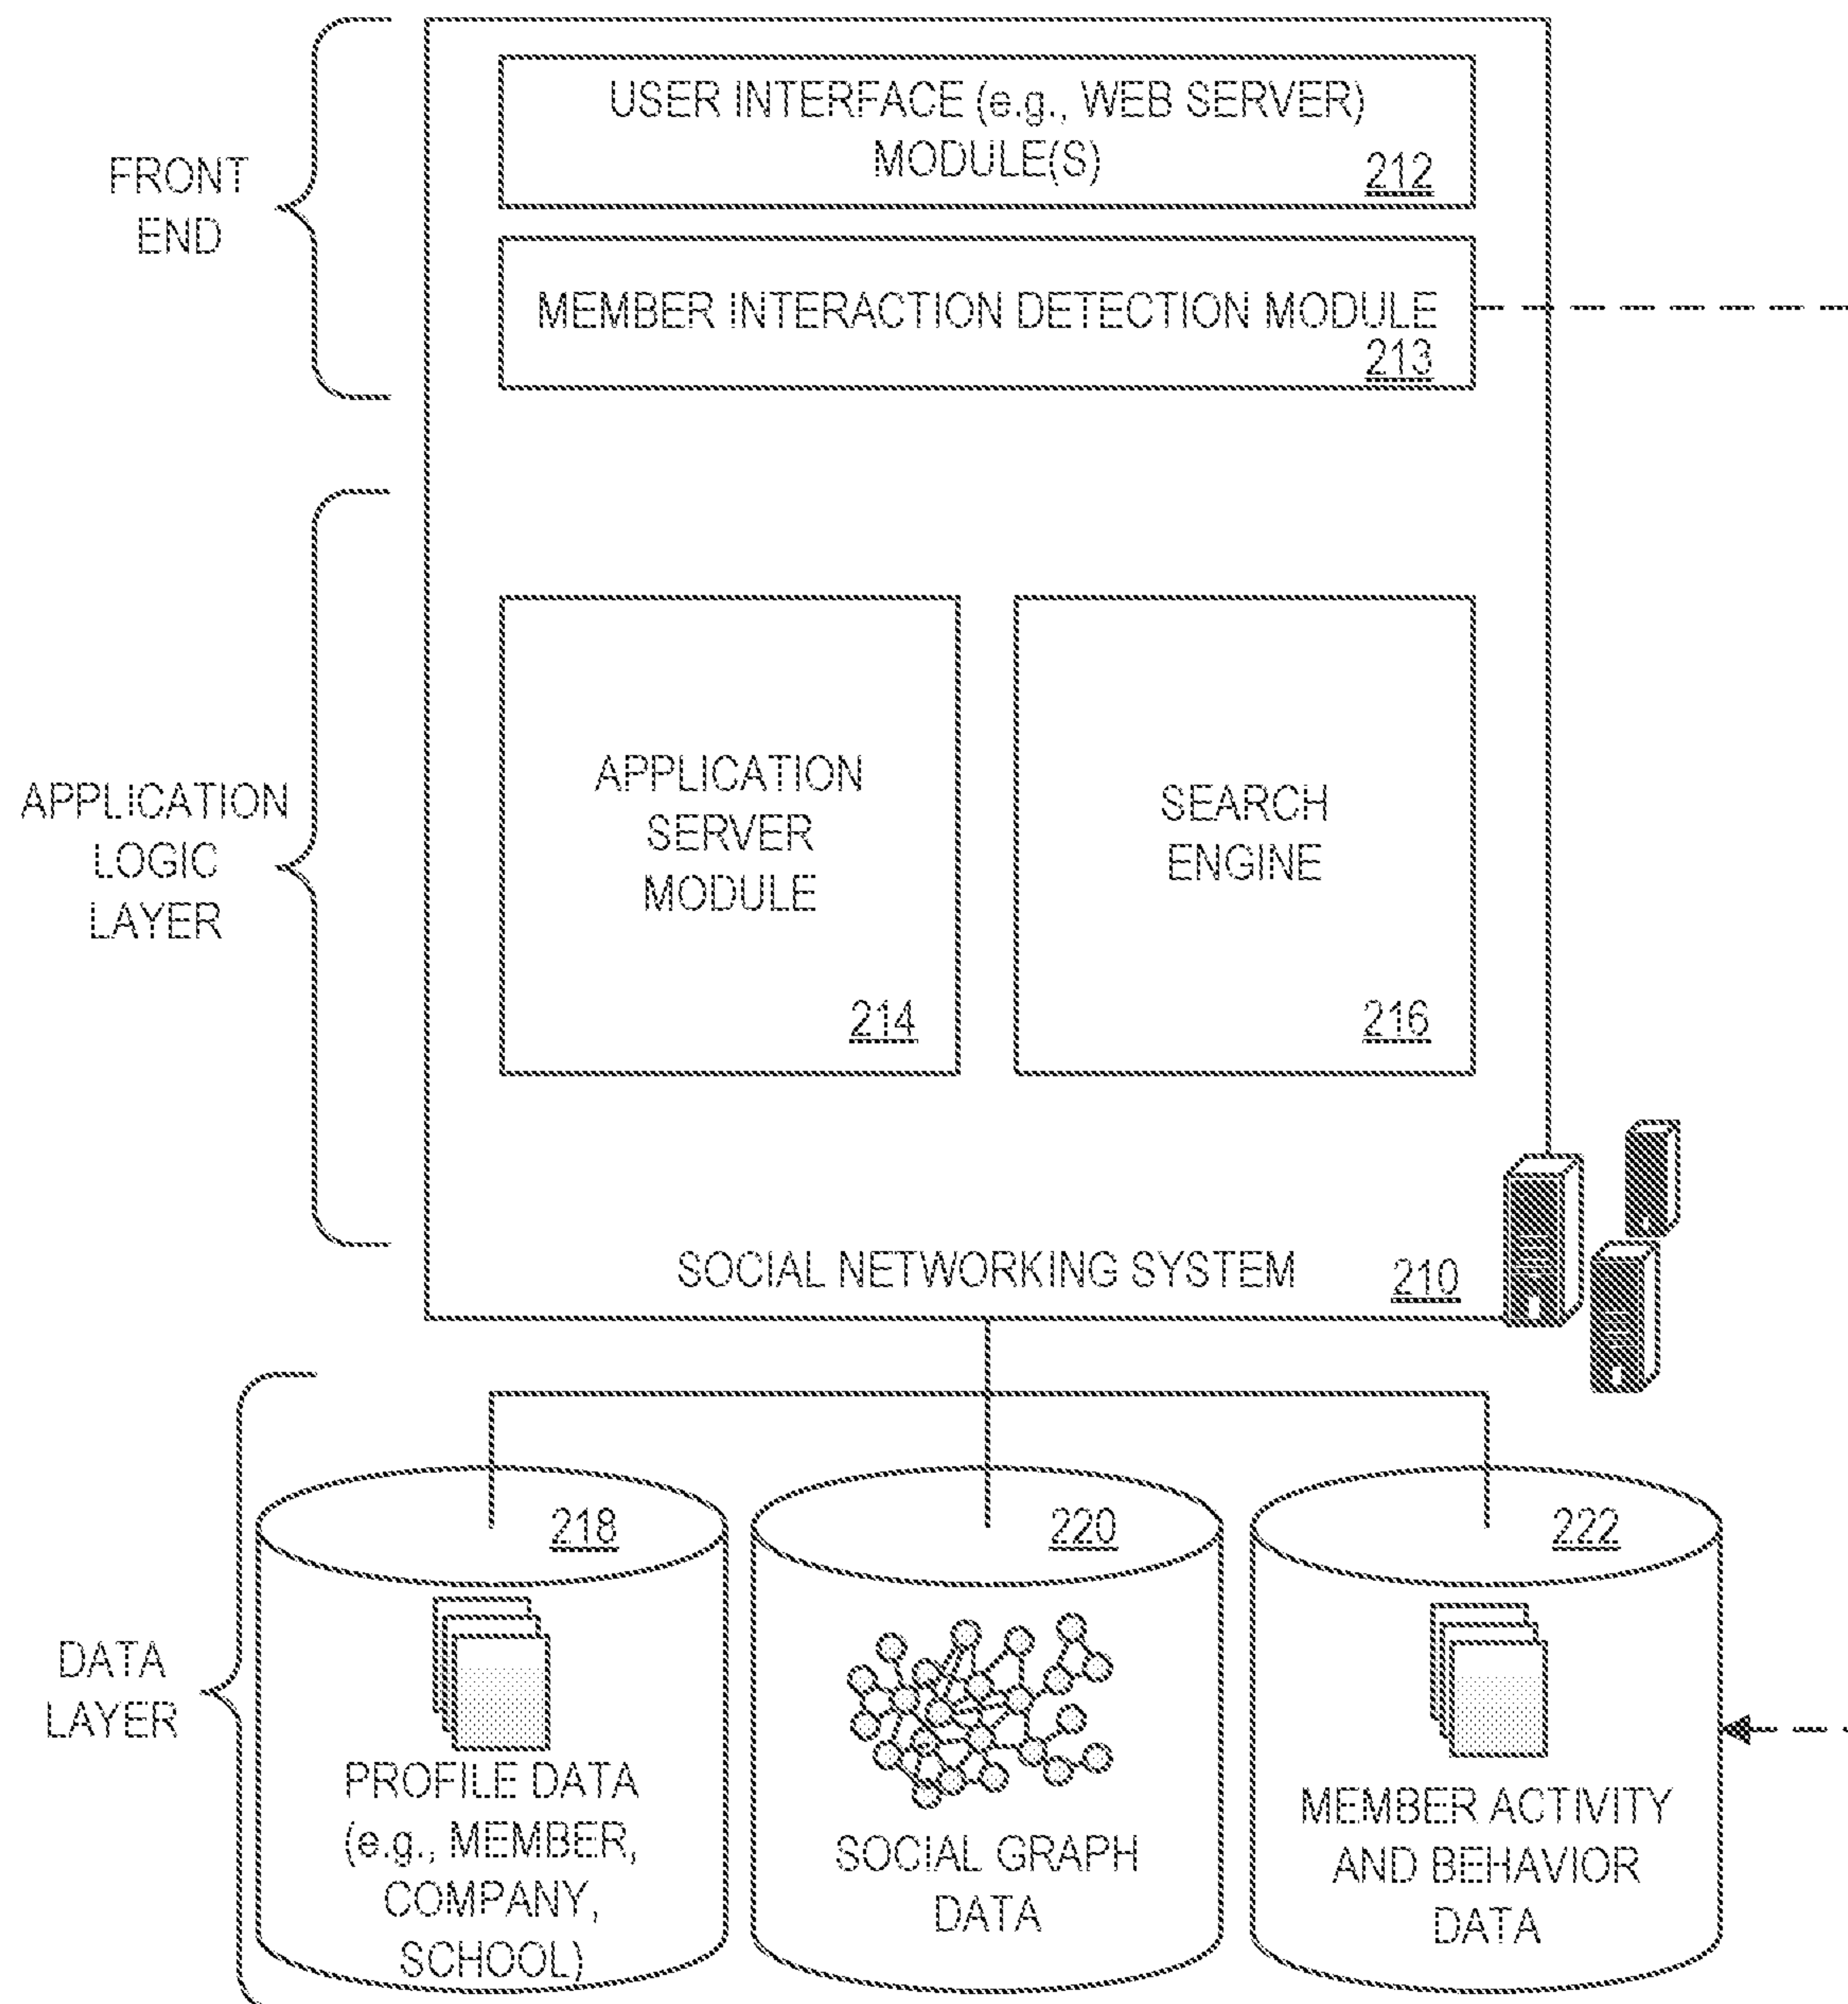 FRONT
END
USER INTERFACE (e.g., WEB SERVER)
MODULE(S)
212
MEMBER INTERACTION DETECTION MODULE
213
APPLICATION
LOGIC
LAYER
APPLICATION
SERVER
MODULE
214
SEARCH
ENGINE
216
SOCIAL NETWORKING SYSTEM
210
DATA
LAYER
218
PROFILE DATA
(e.g., MEMBER,
COMPANY,
SCHOOL)
220
SOCIAL GRAPH
DATA
222
MEMBER ACTIVITY
AND BEHAVIOR
DATA